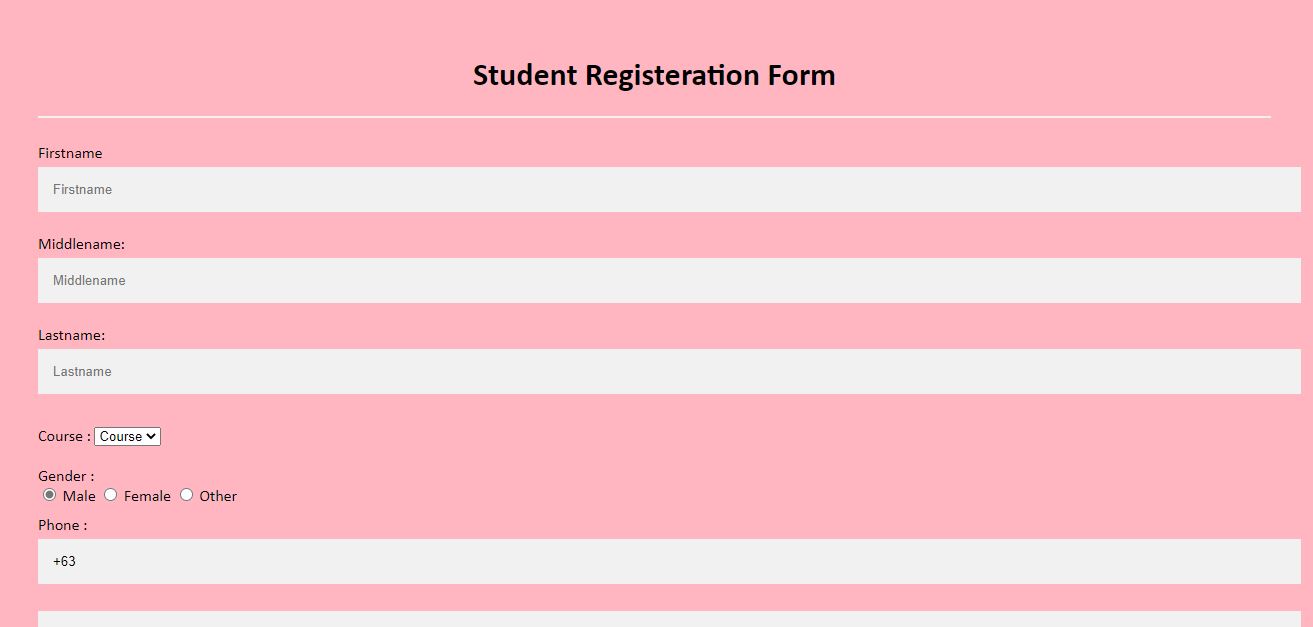 Student Registeration Form
Firstname
Firstname
Middlename:
Middlename
Lastname:
Lastname
Course : Course
Gender :
Male Female Other
Phone :
+63